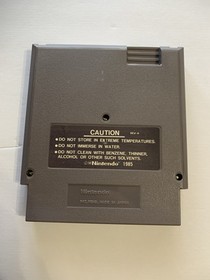 CAUTION
• DO NOT STORE IN EXTREME TEMPERATURES.
• DO NOT IMMERSE IN WATER.
• DO NOT CLEAN WITH BENZENE, THINNER,
ALCOHOL OR OTHER SUCH SOLVENTS.
Nintendo 1985
Nintendo